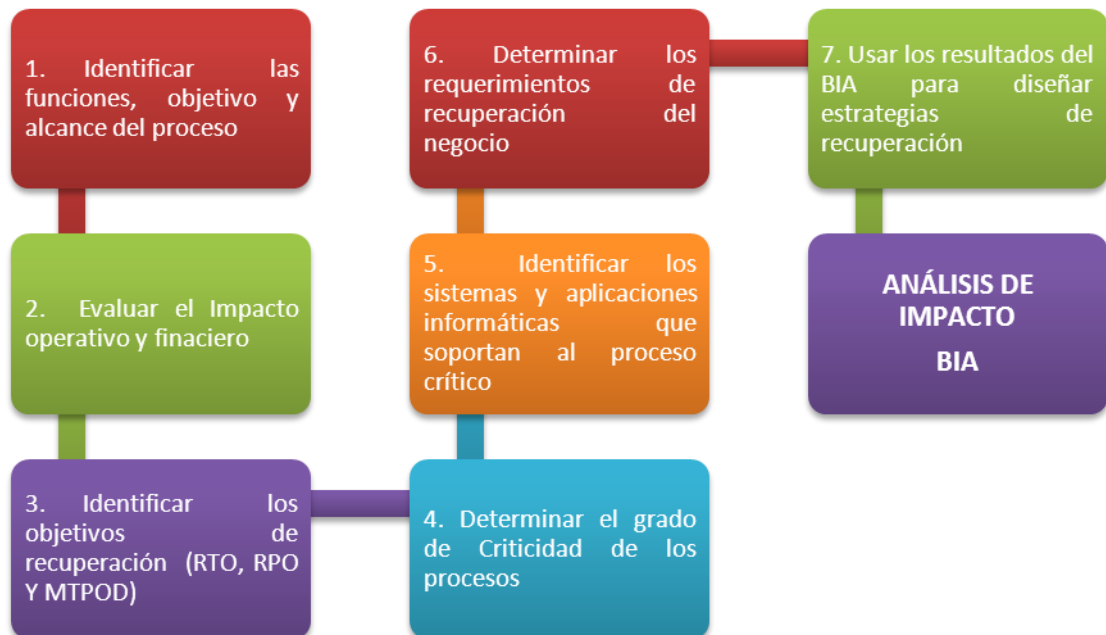 1. Identificar las
funciones, objetivo y
alcance del proceso
2. Evaluar el Impacto
operativo y finaciero
3. Identificar los
objetivos de
recuperación (RTO, RPO
Y MTPOD)
4. Determinar el grado
de Criticidad de los
procesos
5. Identificar los
sistemas y aplicaciones
informáticas que
soportan al proceso
crítico
6. Determinar los
requerimientos de
recuperación del
negocio
7. Usar los resultados del
BIA para diseñar
estrategias de
recuperación
ANÁLISIS DE
IMPACTO
BIA